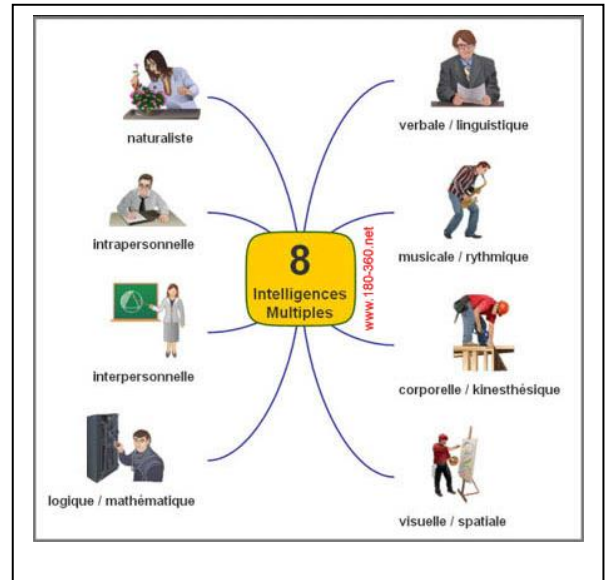 naturaliste
verbale / linguistique
intrapersonnelle
musicale / rythmique
8
Intelligences
Multiples
www.180-360.net
interpersonnelle
corporelle / kinesthésique
logique / mathématique
visuelle / spatiale